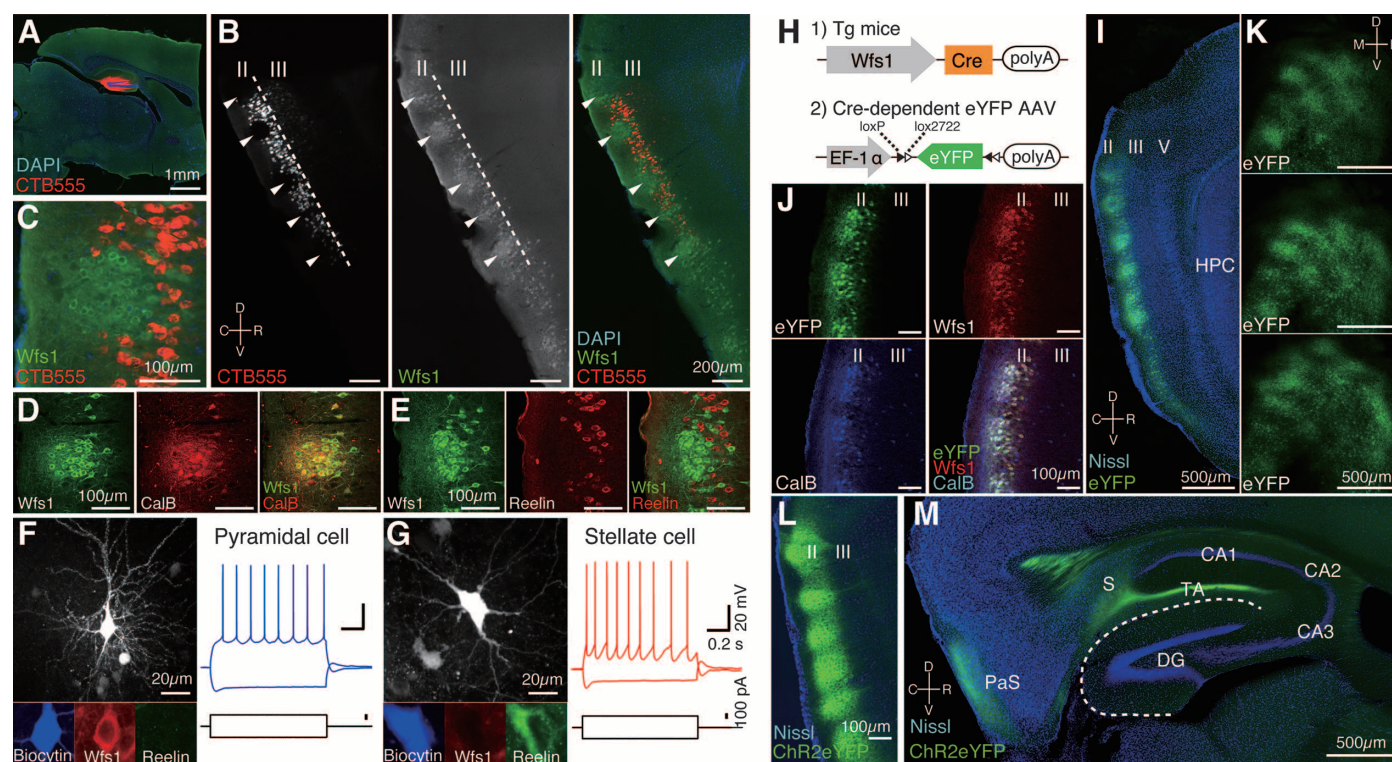 A
DAPI
CTB555
1mm
B
II III
II III
II III
C R
D
V
CTB555
Wfs1
DAPI
Wfs1
CTB555
200µm
C
Wfs1
CTB555
100µm
D
Wfs1
100µm
CalB
Wfs1
CalB
E
Wfs1
100µm
Reelin
Wfs1
Reelin
F
20µm
Biocytin
Wfs1
Reelin
Pyramidal cell
G
20µm
Biocytin
Wfs1
Reelin
Stellate cell
20 mV
0.2 s
100 pA
H
1) Tg mice
Wfs1
Cre
polyA
2) Cre-dependent eYFP AAV
loxP
lox2722
EF-1 α
eYFP
polyA
I
II III V
HPC
D
C R
V
Nissl
eYFP
500µm
J
II III
eYFP
II III
Wfs1
II III
CalB
II III
eYFP
Wfs1
CalB
100µm
K
D
M
V
eYFP
eYFP
eYFP
500µm
L
II III
Nissl
ChR2eYFP
100µm
M
CA1
CA2
S
TA
CA3
DG
PaS
D
C R
V
Nissl
ChR2eYFP
500µm